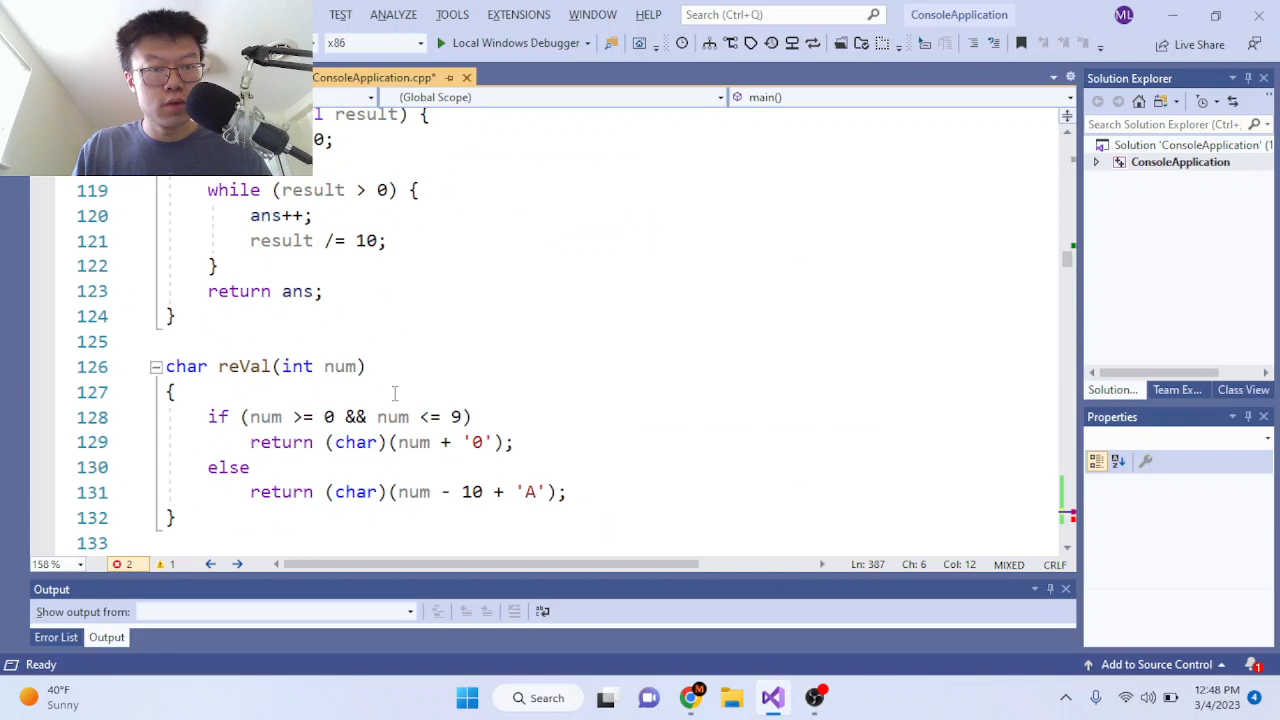 TEST ANALYZE TOOLS EXTENSIONS WINDOW HELP Search (Ctrl+Q) ConsoleApplication ML
x86 Local Windows Debugger Live Share
ConsoleApplication.cpp*
(Global Scope) main()
l result) {
0;
119 while (result > 0) {
120 ans++;
121 result /= 10;
122 }
123 return ans;
124 }
125
126 char reVal(int num)
127 {
128 if (num >= 0 && num <= 9)
129 return (char)(num + '0');
130 else
131 return (char)(num - 10 + 'A');
132 }
133
158 % 2 1 Ln: 387 Ch: 6 Col: 12 MIXED CRLF
Output
Show output from:
Error List Output
Solution Explorer
Search Solution Explorer (Ctrl+;
Solution 'ConsoleApplication' (1
ConsoleApplication
Solution... Team Ex... Class View
Properties
Ready Add to Source Control 1
40°F
Sunny
Search
M
12:48 PM
3/4/2023
4